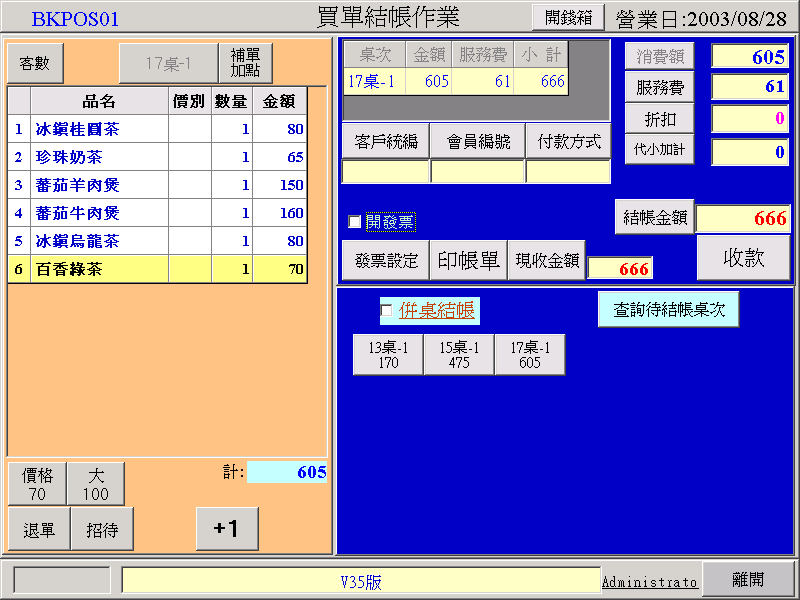 BKPOS01 買單結帳作業 開錢箱 營業日:2003/08/28
客數 17桌-1 補單加點
品名 價別 數量 金額
1 冰鎮桂圓茶 1 80
2 珍珠奶茶 1 65
3 蕃茄羊肉煲 1 150
4 蕃茄牛肉煲 1 160
5 冰鎮烏龍茶 1 80
6 百香綠茶 1 70
計: 605
價格 70
大 100
退單 招待 +1
桌次 金額 服務費 小計
17桌-1 605 61 666
消費額 605
服務費 61
折扣 0
代小加計 0
客戶統編 會員編號 付款方式
開發票
結帳金額 666
發票設定 印帳單 現收金額 666 收款
併桌結帳 查詢待結帳桌次
13桌-1 170
15桌-1 475
17桌-1 605
V35版 Administrato 離開